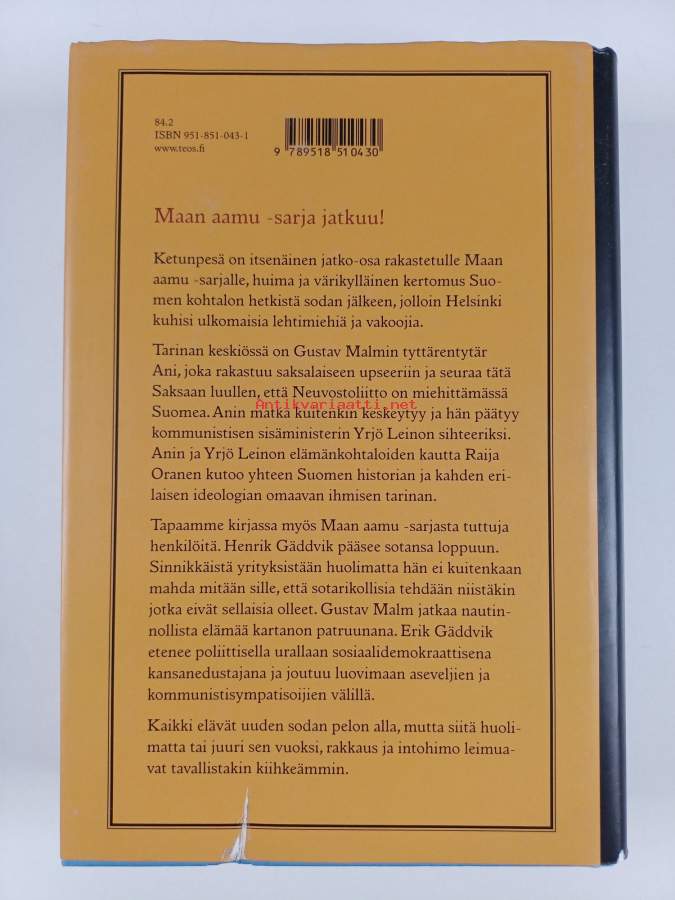 84.2
ISBN 951-851-043-1
www.teos.fi
9 789518 510430
Maan aamu -sarja jatkuu!
Ketunpesä on itsenäinen jatko-osa rakastetulle Maan
aamu -sarjalle, huima ja värikylläinen kertomus Suo-
men kohtalon hetkistä sodan jälkeen, jolloin Helsinki
kuhisi ulkomaisia lehtimiehiä ja vakoojia.
Tarinan keskiössä on Gustav Malmin tyttärentytär
Ani, joka rakastuu saksalaiseen upseeriin ja seuraa tätä
Saksaan luullen, että Neuvostoliitto on miehittämässä
Suomea. Anin matka kuitenkin keskeytyy ja hän päätyy
Antikvariaatti.net
kommunistisen sisäministerin Yrjö Leinon sihteeriksi.
Anin ja Yrjö Leinon elämänkohtaloiden kautta Raija
Oranen kutoo yhteen Suomen historian ja kahden eri-
laisen ideologian omaavan ihmisen tarinan.
Tapaamme kirjassa myös Maan aamu -sarjasta tuttuja
henkilöitä. Henrik Gäddvik pääsee sotansa loppuun.
Sinnikkäistä yrityksistään huolimatta hän ei kuitenkaan
mahda mitään sille, että sotarikollisia tehdään niistäkin
jotka eivät sellaisia olleet. Gustav Malm jatkaa nautin-
nollista elämää kartanon patruunana. Erik Gäddvik
etenee poliittisella urallaan sosiaalidemokraattisena
kansanedustajana ja joutuu luovimaan aseveljien ja
kommunistisympatisoijien välillä.
Kaikki elävät uuden sodan pelon alla, mutta siitä huoli-
matta tai juuri sen vuoksi, rakkaus ja intohimo leimua-
vat tavallistakin kiihkeämmin.